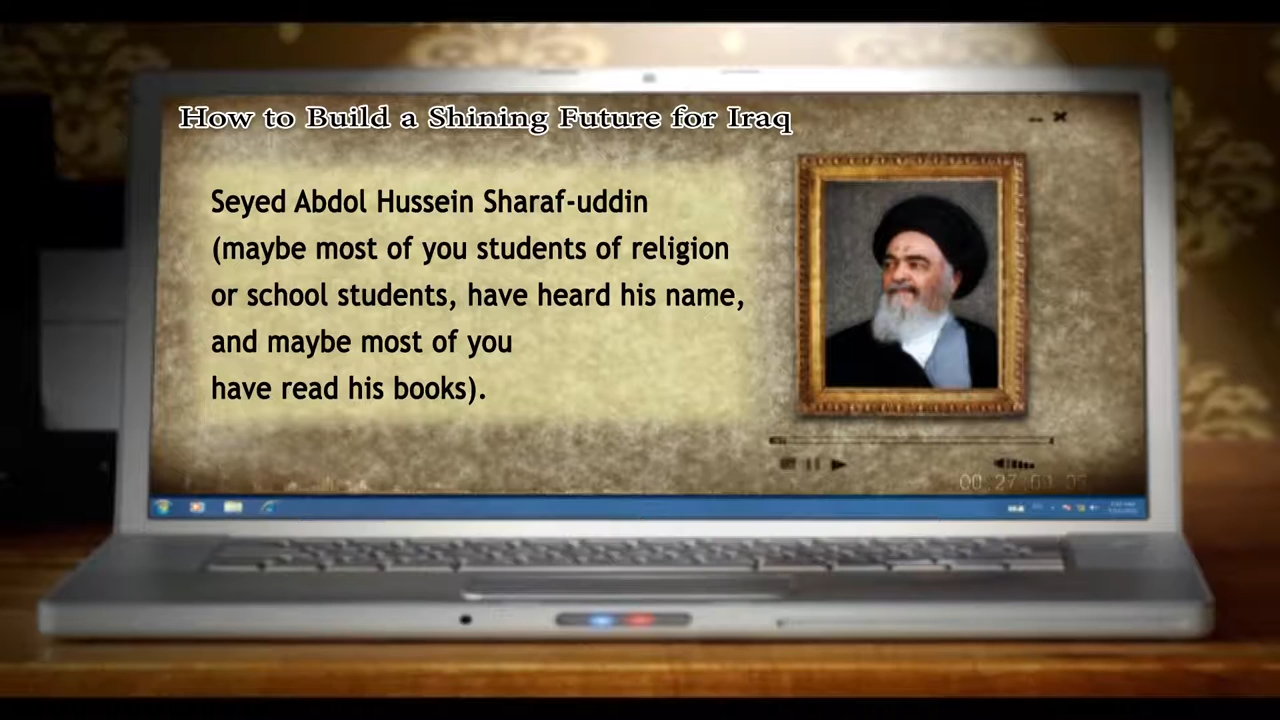 How to Build a Shining Future for Iraq
Seyed Abdol Hussein Sharaf-uddin
(maybe most of you students of religion
or school students, have heard his name,
and maybe most of you
have read his books).